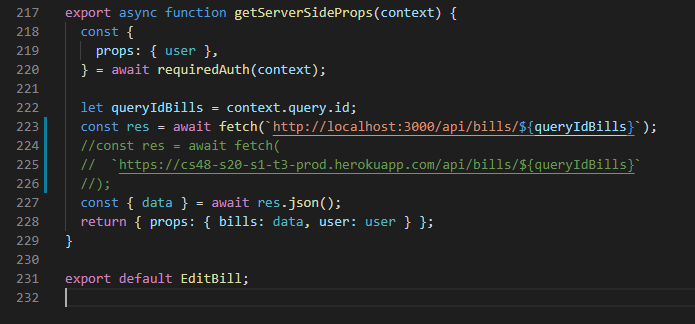 217 export async function getServerSideProps(context) {
218 const {
219 props: { user },
220 } = await requiredAuth(context);
221
222 let queryIdBills = context.query.id;
223 const res = await fetch(`http://localhost:3000/api/bills/${queryIdBills}`);
224 //const res = await fetch(
225 // `https://cs48-s20-s1-t3-prod.herokuapp.com/api/bills/${queryIdBills}`
226 //);
227 const { data } = await res.json();
228 return { props: { bills: data, user: user } };
229 }
230
231 export default EditBill;
232